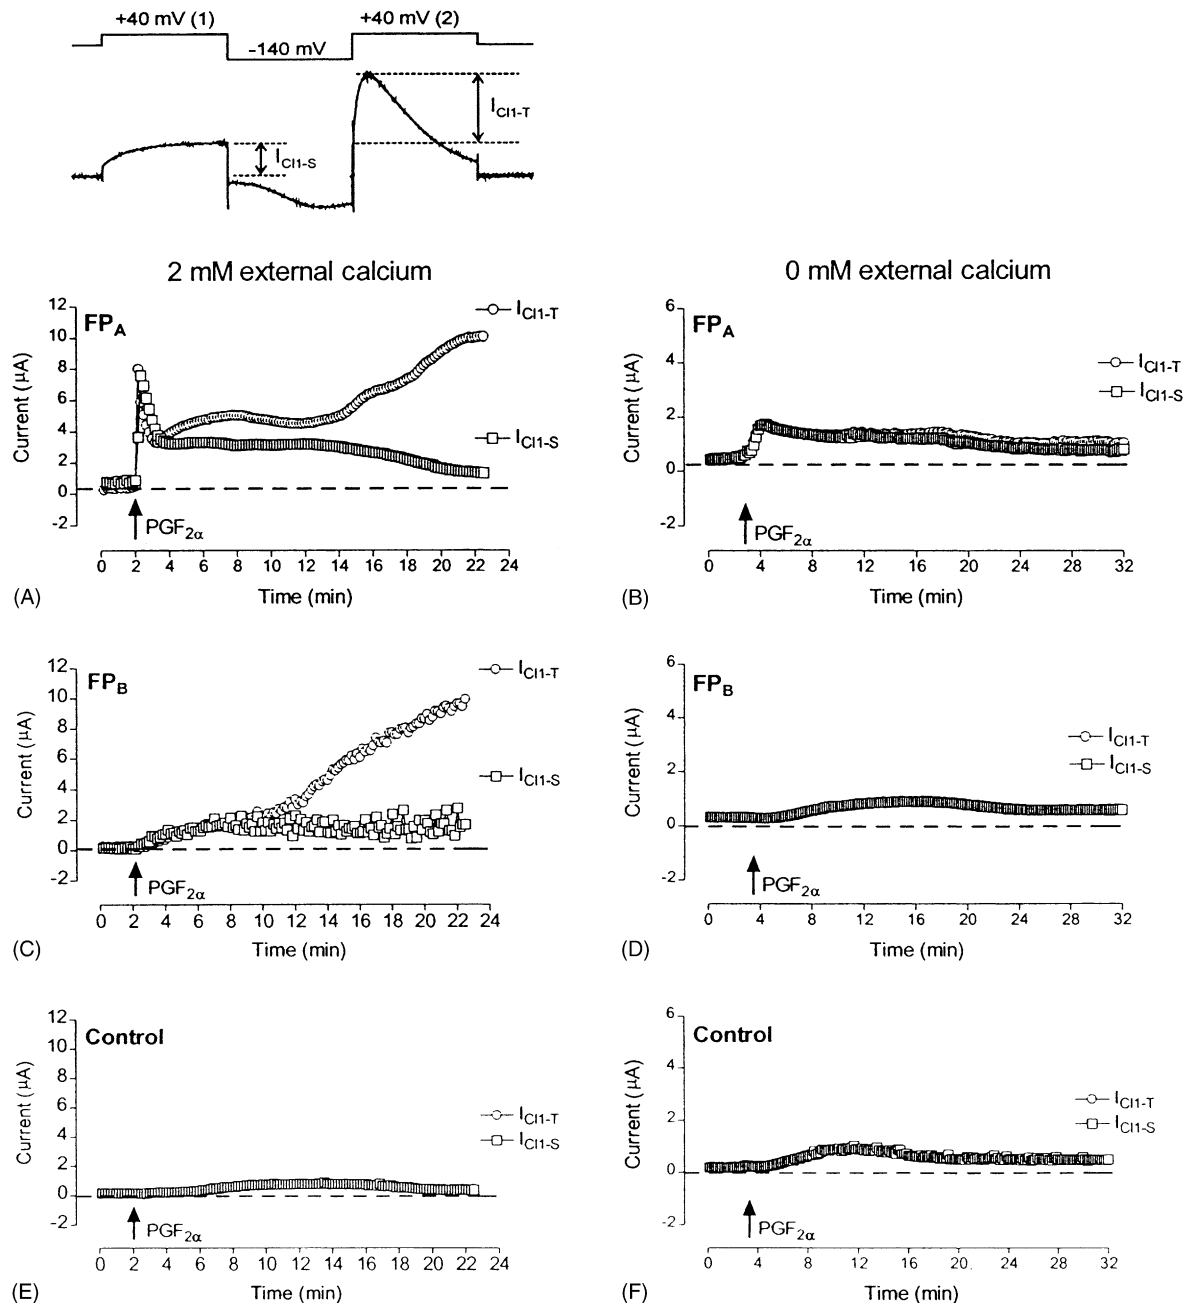 +40 mV (1)
-140 mV
+40 mV (2)
ICl1-T
ICl1-S
2 mM external calcium
0 mM external calcium
FPA
12
10
8
6
4
2
0
-2
Current (μA)
ICl1-T
ICl1-S
PGF2α
0 2 4 6 8 10 12 14 16 18 20 22 24
Time (min)
(A)
FPA
6
4
2
0
-2
Current (μA)
ICl1-T
ICl1-S
PGF2α
0 4 8 12 16 20 24 28 32
Time (min)
(B)
FPB
12
10
8
6
4
2
0
-2
Current (μA)
ICl1-T
ICl1-S
PGF2α
0 2 4 6 8 10 12 14 16 18 20 22 24
Time (min)
(C)
FPB
6
4
2
0
-2
Current (μA)
ICl1-T
ICl1-S
PGF2α
0 4 8 12 16 20 24 28 32
Time (min)
(D)
Control
12
10
8
6
4
2
0
-2
Current (μA)
ICl1-T
ICl1-S
PGF2α
0 2 4 6 8 10 12 14 16 18 20 22 24
Time (min)
(E)
Control
6
4
2
0
-2
Current (μA)
ICl1-T
ICl1-S
PGF2α
0 4 8 12 16 20 24 28 32
Time (min)
(F)